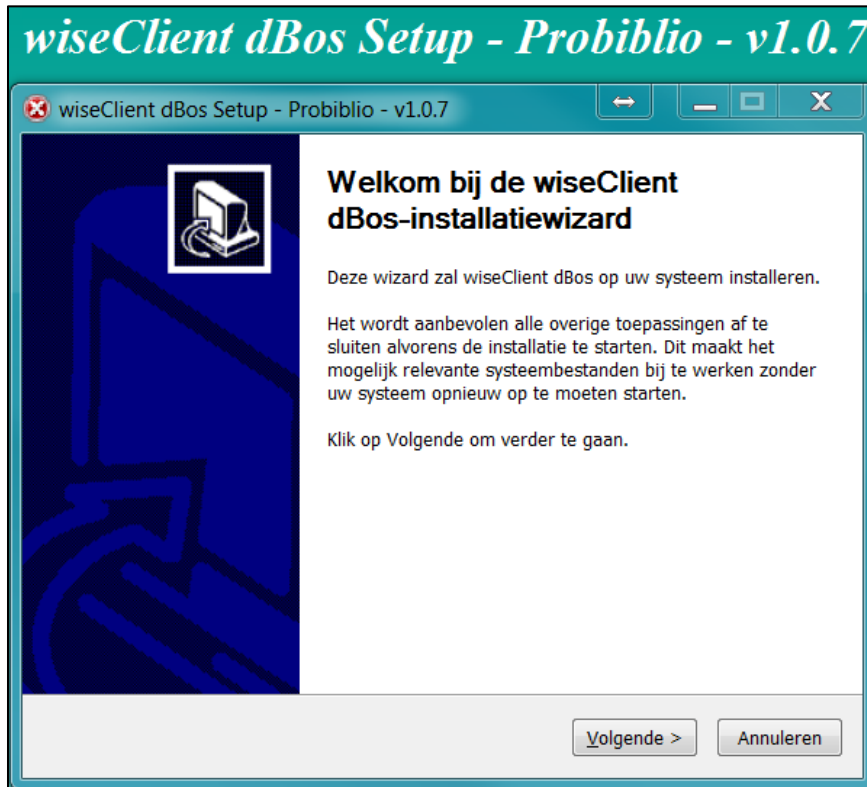 wiseClient dBos Setup - Probiblio - v1.0.7
wiseClient dBos Setup - Probiblio - v1.0.7
Welkom bij de wiseClient
dBos-installatiewizard
Deze wizard zal wiseClient dBos op uw systeem installeren.
Het wordt aanbevolen alle overige toepassingen af te
sluiten alvorens de installatie te starten. Dit maakt het
mogelijk relevante systeembestanden bij te werken zonder
uw systeem opnieuw op te moeten starten.
Klik op Volgende om verder te gaan.
Volgende >
Annuleren